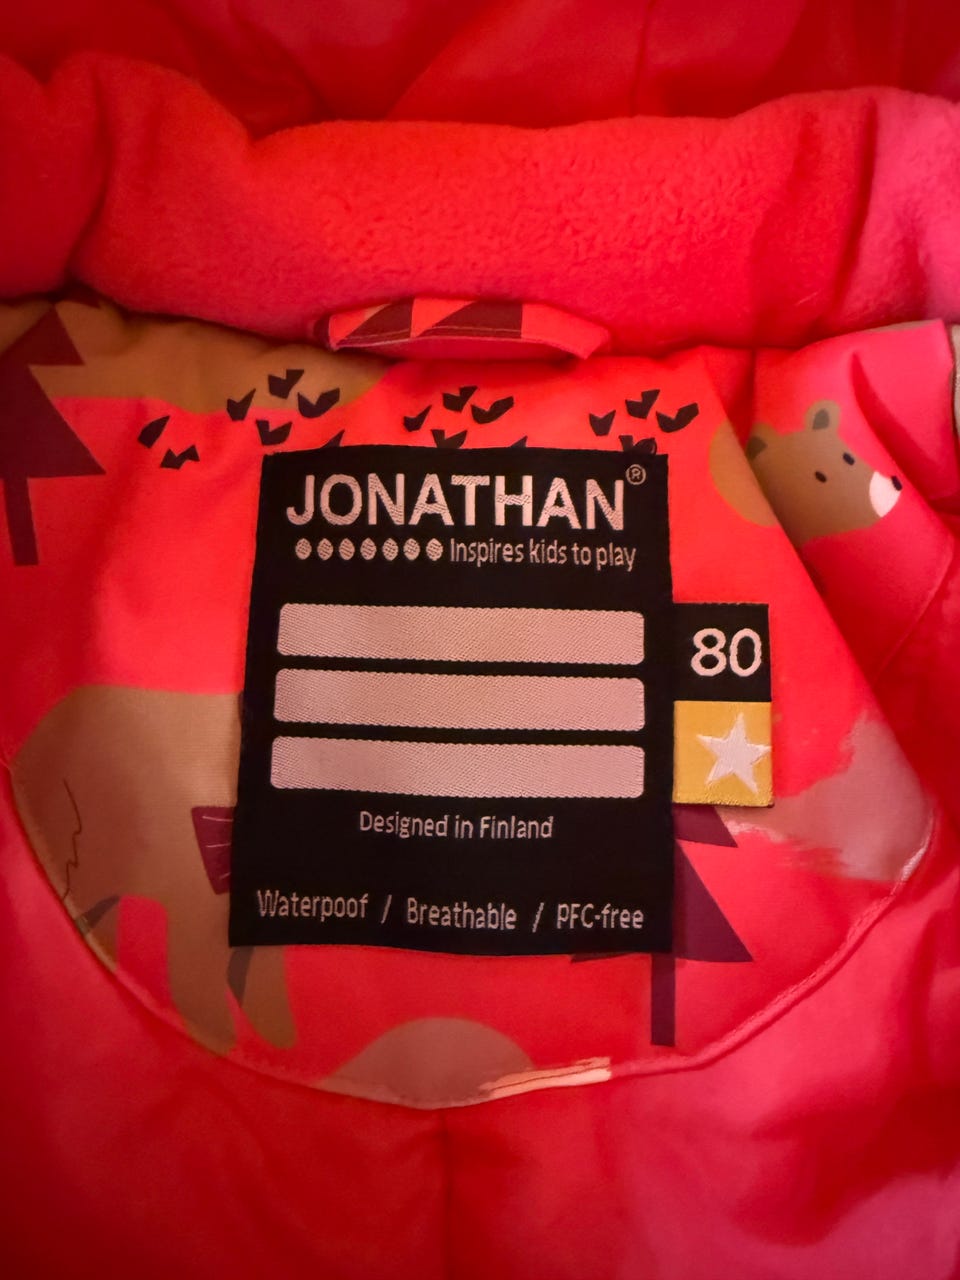 JONATHAN®
Inspires kids to play
80
Designed in Finland
Waterpoof / Breathable / PFC-free